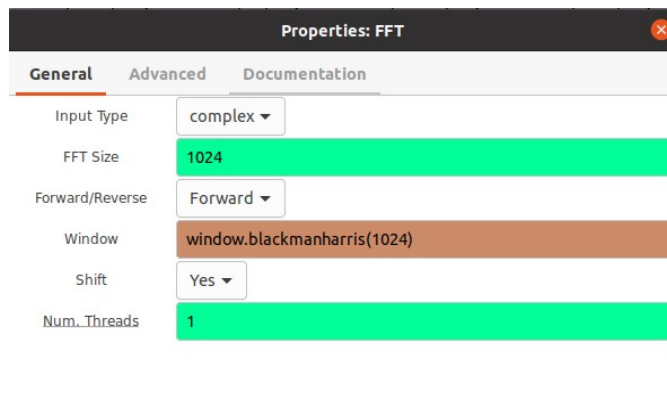 Properties: FFT
General Advanced Documentation
Input Type complex
FFT Size 1024
Forward/Reverse Forward
Window window.blackmanharris(1024)
Shift Yes
Num. Threads 1